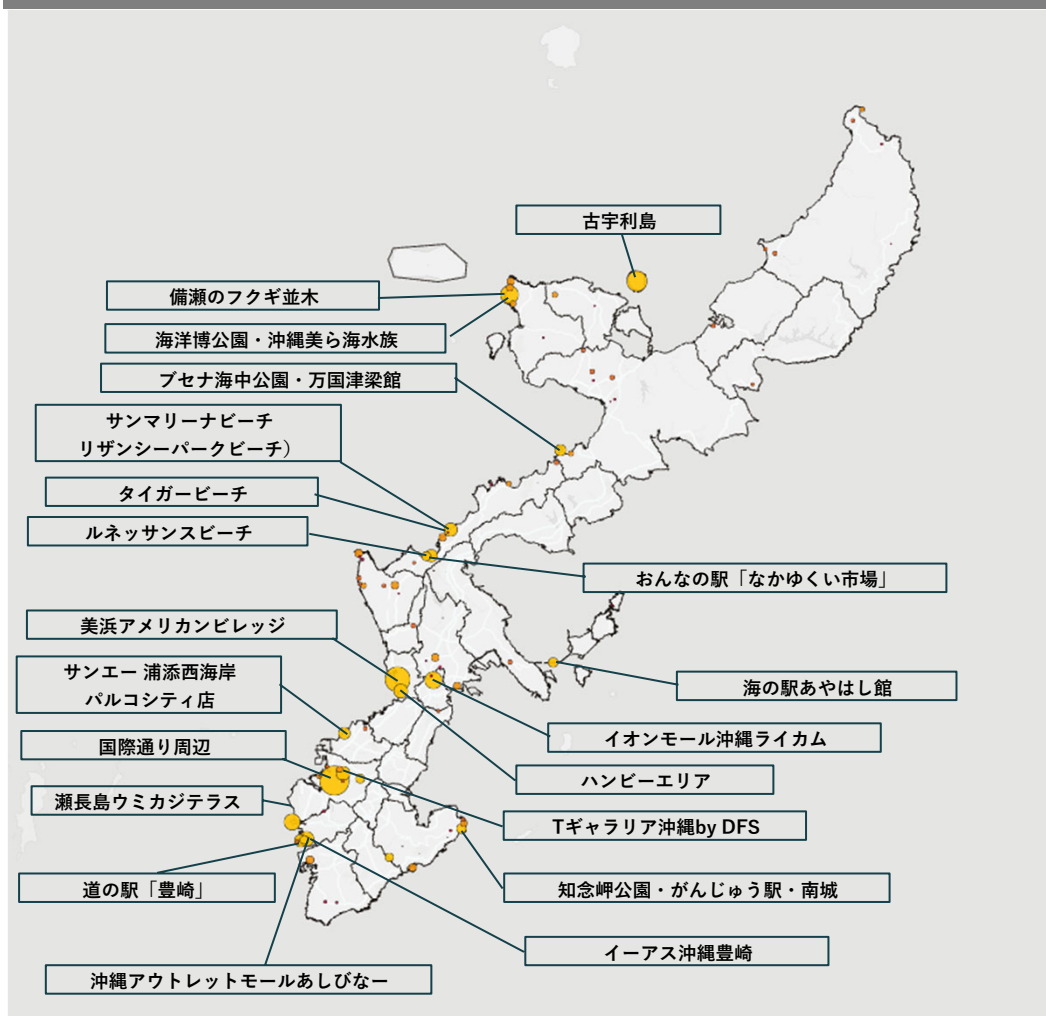 古宇利島
備瀬のフクギ並木
海洋博公園・沖縄美ら海水族
ブセナ海中公園・万国津梁館
サンマリーナビーチ
リザンシーパークビーチ）
タイガービーチ
ルネッサンスビーチ
おんなの駅「なかゆくい市場」
美浜アメリカンビレッジ
サンエー 浦添西海岸
パルコシティ店
海の駅あやはし館
国際通り周辺
イオンモール沖縄ライカム
ハンビーエリア
瀬長島ウミカジテラス
Tギャラリア沖縄by DFS
道の駅「豊崎」
知念岬公園・がんじゅう駅・南城
イーアス沖縄豊崎
沖縄アウトレットモールあしびなー